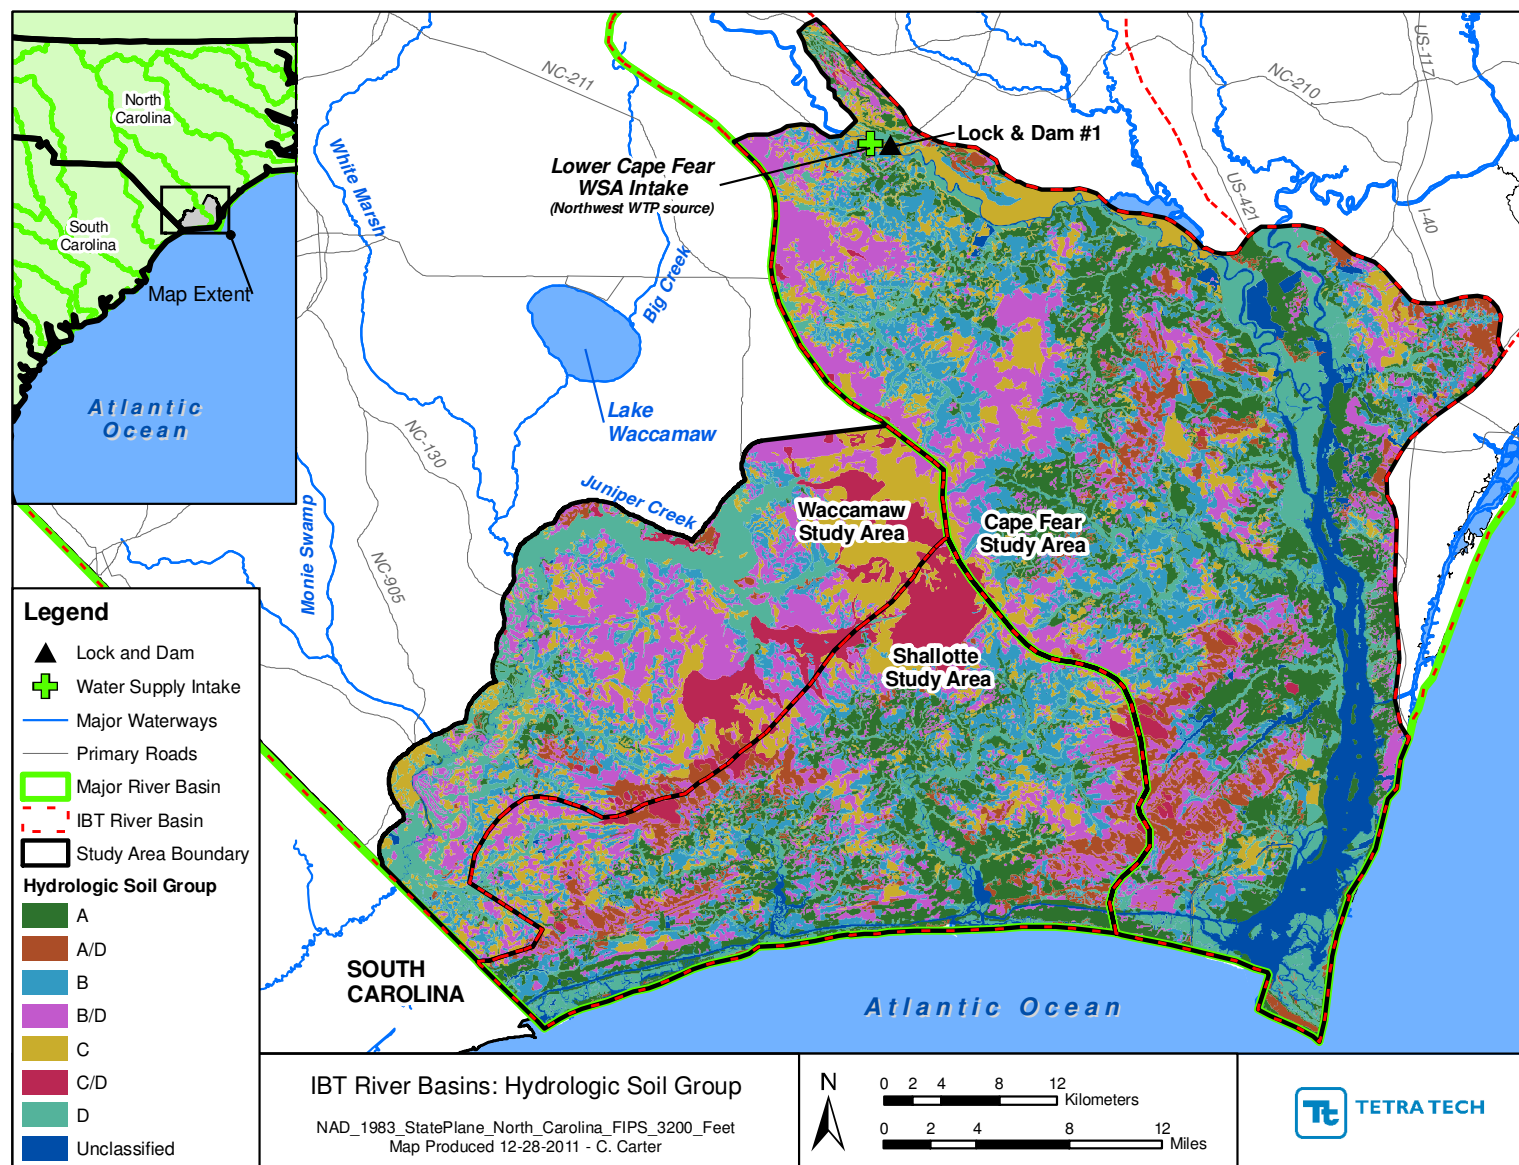 North
Carolina
South
Carolina
Map Extent
Atlantic
Ocean
NC-211
White Marsh
Big Creek
Lake
Waccamaw
NC-130
Juniper Creek
Monie Swamp
NC-905
Lower Cape Fear
WSA Intake
(Northwest WTP source)
Lock & Dam #1
NC-210
US-117
US-421
I-40
Waccamaw
Study Area
Cape Fear
Study Area
Shallotte
Study Area
SOUTH
CAROLINA
Atlantic Ocean
Legend
Lock and Dam
Water Supply Intake
Major Waterways
Primary Roads
Major River Basin
IBT River Basin
Study Area Boundary
Hydrologic Soil Group
A
A/D
B
B/D
C
C/D
D
Unclassified
IBT River Basins: Hydrologic Soil Group
NAD_1983_StatePlane_North_Carolina_FIPS_3200_Feet
Map Produced 12-28-2011 - C. Carter
N
0 2 4 8 12
Kilometers
0 2 4 8 12
Miles
Tt
TETRA TECH